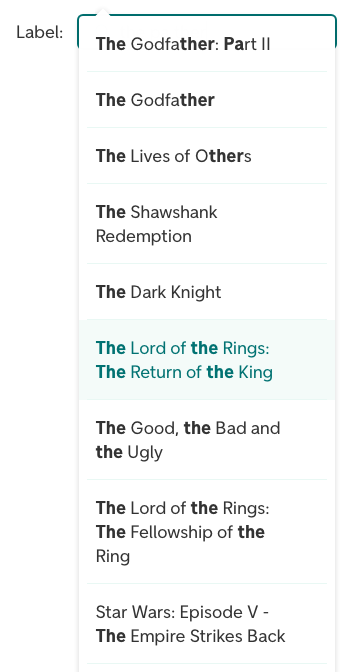 Label:
The Godfather: Part II
The Godfather
The Lives of Others
The Shawshank
Redemption
The Dark Knight
The Lord of the Rings:
The Return of the King
The Good, the Bad and
the Ugly
The Lord of the Rings:
The Fellowship of the
Ring
Star Wars: Episode V -
The Empire Strikes Back